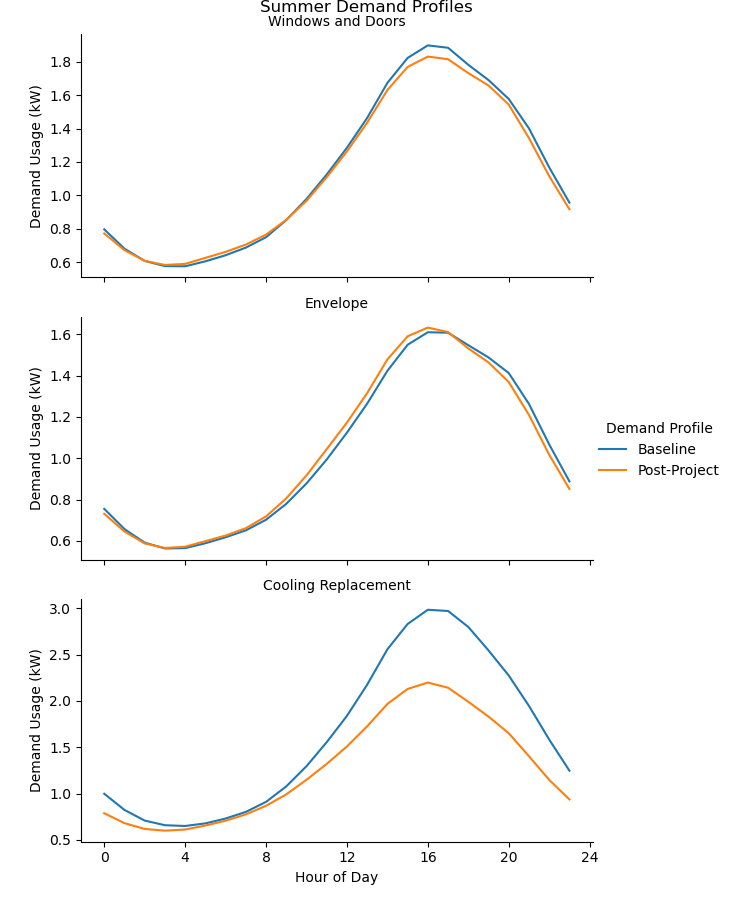 Summer Demand Profiles
Windows and Doors
Demand Usage (kW)
1.8
1.6
1.4
1.2
1.0
0.8
0.6
Envelope
Demand Usage (kW)
1.6
1.4
1.2
1.0
0.8
0.6
Demand Profile
Baseline
Post-Project
Cooling Replacement
Demand Usage (kW)
3.0
2.5
2.0
1.5
1.0
0.5
0 4 8 12 16 20 24
Hour of Day